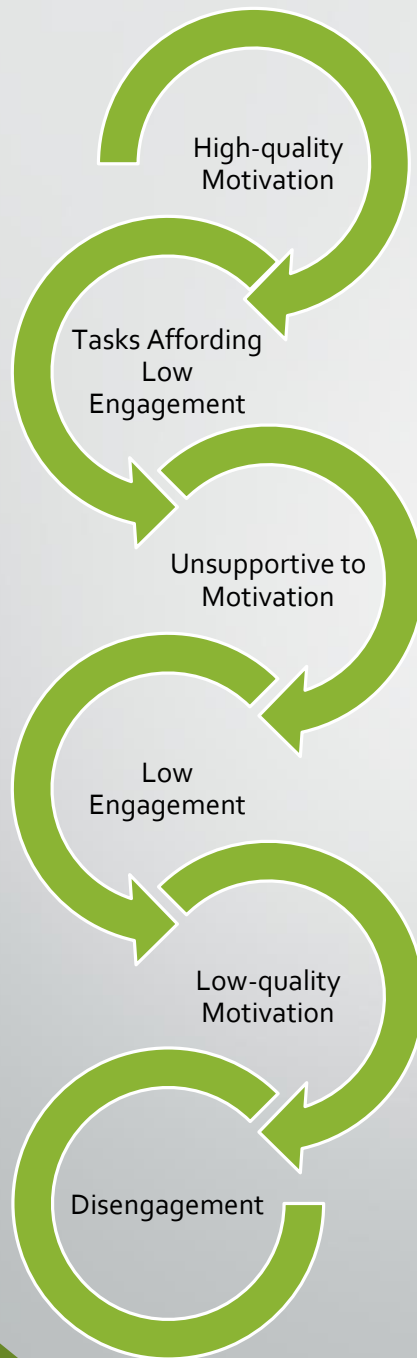 High-quality
Motivation
Tasks Affording
Low
Engagement
Unsupportive to
Motivation
Low
Engagement
Low-quality
Motivation
Disengagement